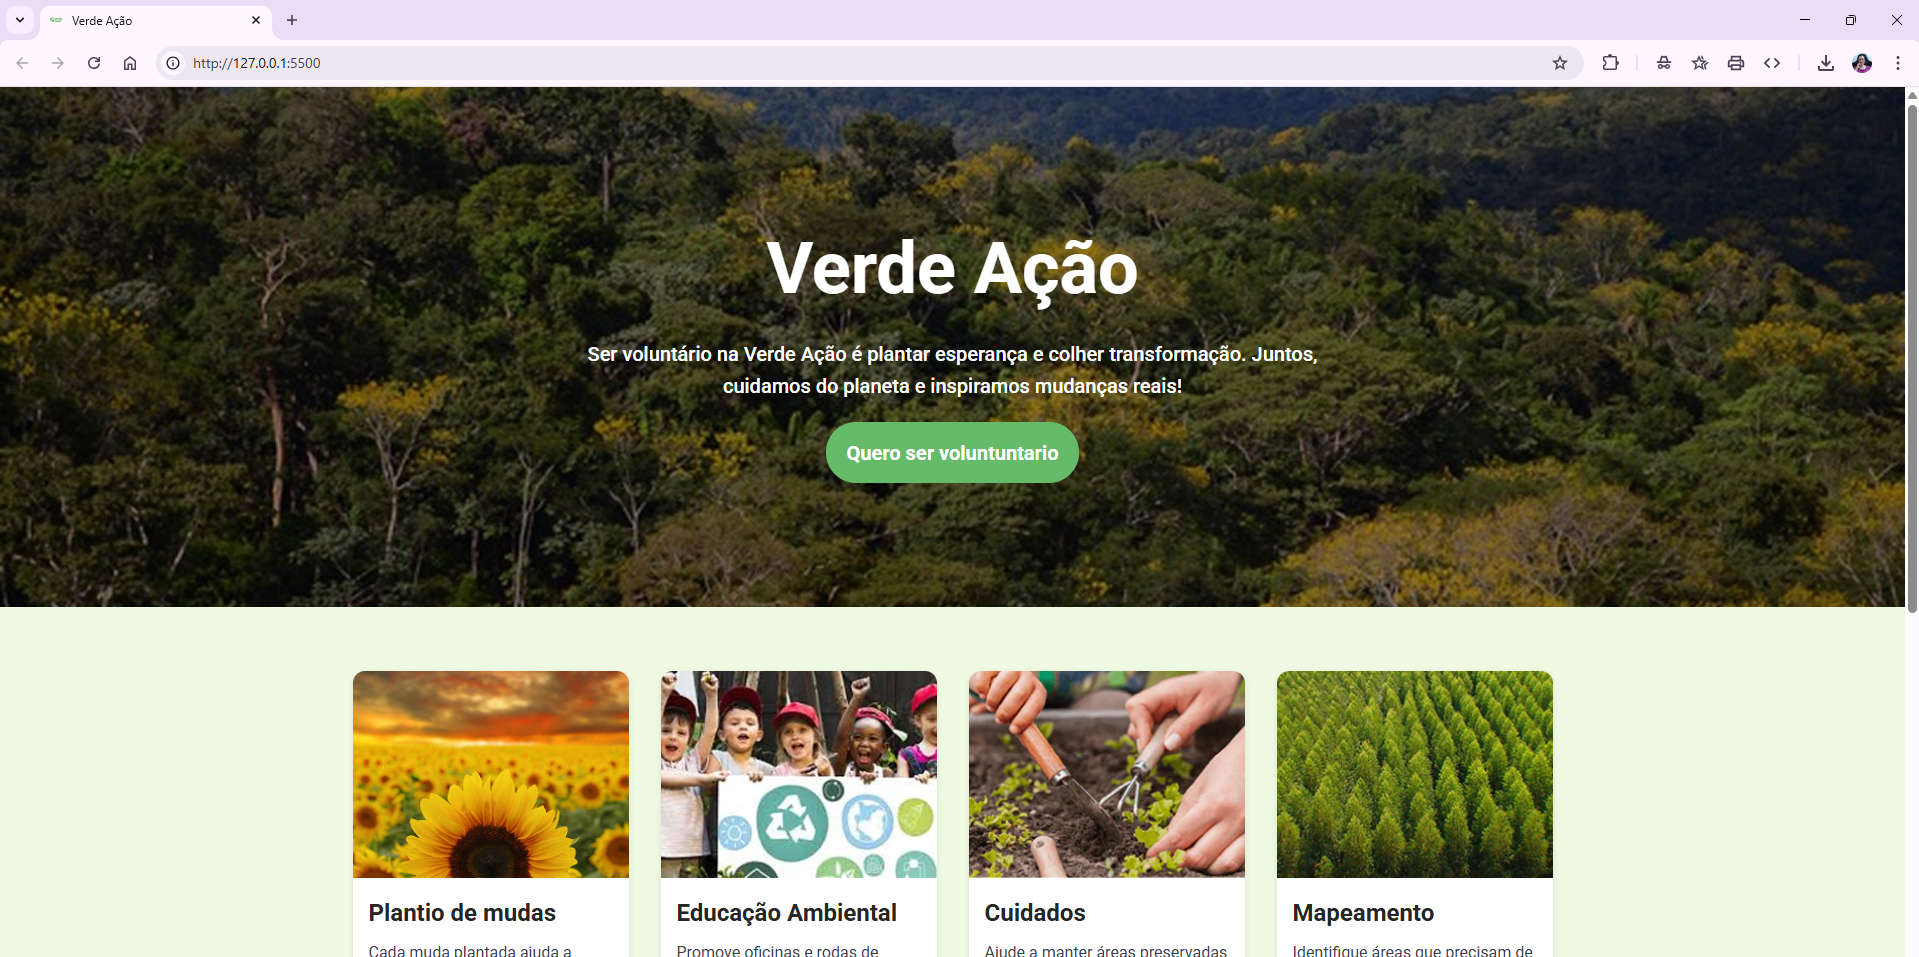 Verde Ação
http://127.0.0.1:5500
Verde Ação
Ser voluntário na Verde Ação é plantar esperança e colher transformação. Juntos,
cuidamos do planeta e inspiramos mudanças reais!
Quero ser voluntuntario
Plantio de mudas
Educação Ambiental
Cuidados
Mapeamento
Cada muda plantada ajuda a
Promove oficinas e rodas de
Ajude a manter áreas preservadas
Identifique áreas que precisam de